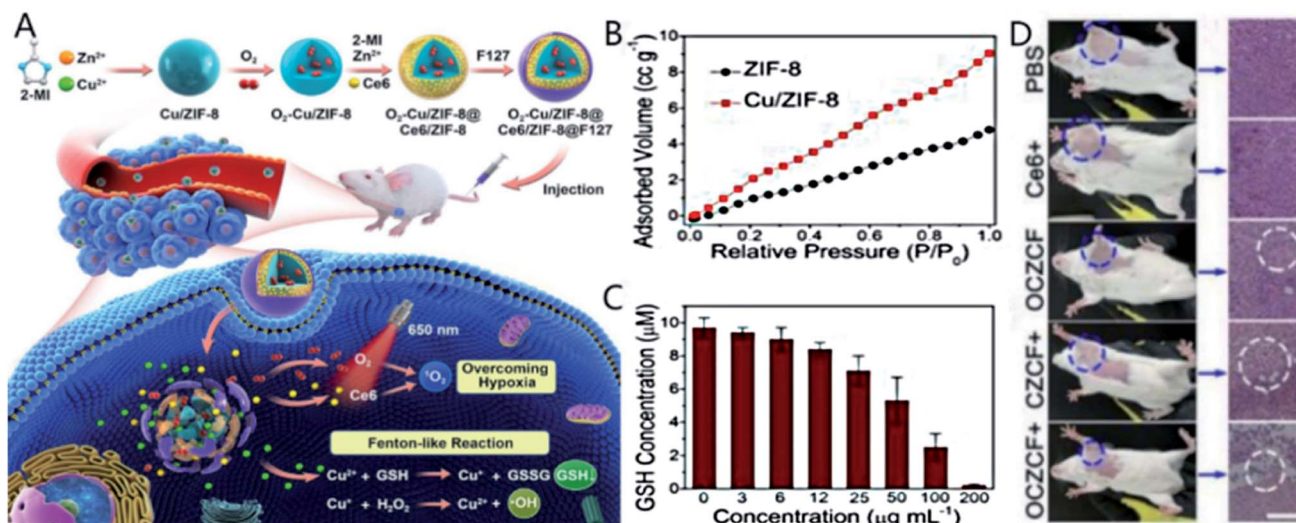 A
2-MI
Zn²⁺
Cu²⁺
Cu/ZIF-8
O₂
O₂-Cu/ZIF-8
2-MI
Zn²⁺
Ce6
O₂-Cu/ZIF-8@
Ce6/ZIF-8
F127
O₂-Cu/ZIF-8@
Ce6/ZIF-8@F127
Injection
650 nm
O₂
Ce6
¹O₂
Overcoming
Hypoxia
Fenton-like Reaction
Cu²⁺ + GSH → Cu⁺ + GSSG GSH↓
Cu⁺ + H₂O₂ → Cu²⁺ + •OH
B
Adsorbed Volume (cc g⁻¹)
10
8
6
4
2
0
ZIF-8
Cu/ZIF-8
0.0 0.2 0.4 0.6 0.8 1.0
Relative Pressure (P/P₀)
C
GSH Concentration (μM)
10
8
6
4
2
0
0 3 6 12 25 50 100 200
Concentration (μg mL⁻¹)
D
PBS
Ce6+
OCZCF
CZCF+
OCZCF+